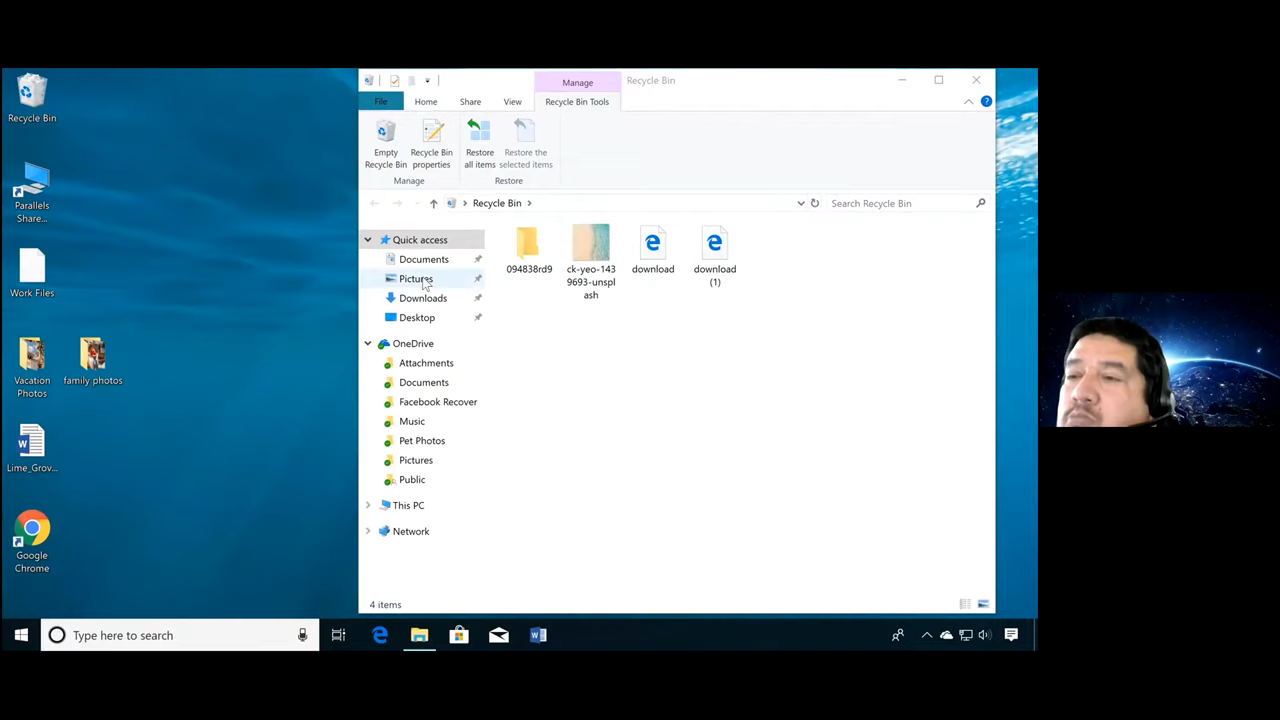 Recycle Bin
Parallels
Share...
Work Files
Vacation
Photos
family photos
Lime_Grov...
Google
Chrome
Manage
Recycle Bin
File
Home
Share
View
Recycle Bin Tools
Empty
Recycle Bin
Recycle Bin
properties
Restore
all items
Restore the
selected items
Manage
Restore
Recycle Bin
Search Recycle Bin
Quick access
Documents
Pictures
Downloads
Desktop
OneDrive
Attachments
Documents
Facebook Recover
Music
Pet Photos
Pictures
Public
This PC
Network
094838rd9
ck-yeo-143
9693-unspl
ash
download
download
(1)
4 items
Type here to search